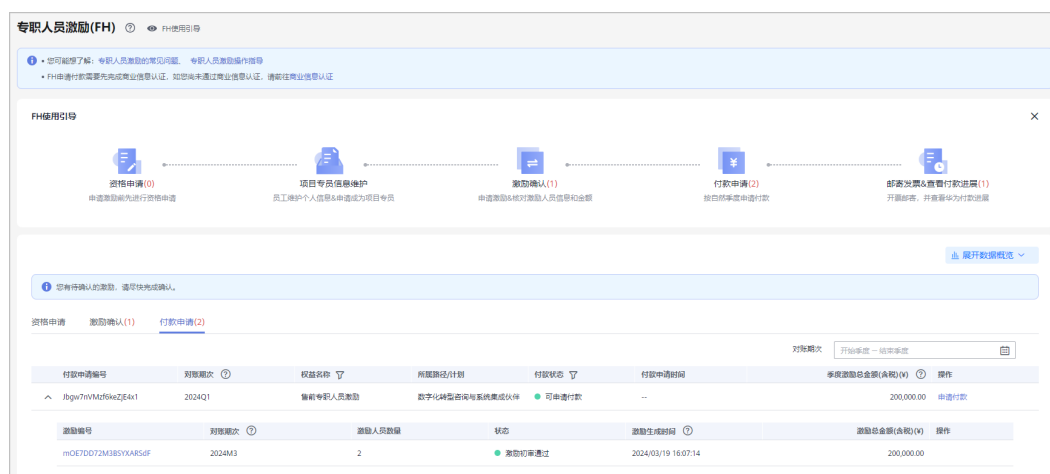 专职人员激励(FH) ? FH使用引导
• 您可能想了解：专职人员激励的常见问题、 专职人员激励操作指导
• FH申请付款需要先完成商业信息认证，如您尚未通过商业信息认证，请前往商业信息认证
FH使用引导
资格申请(0) 项目专员信息维护 激励确认(1) 付款申请(2) 邮寄发票&查看付款进展(1)
申请激励前先进行资格申请 员工维护个人信息&申请成为项目专员 申请激励&核对激励人员信息和金额 按自然季度申请付款 开票邮寄，并查看华为付款进展
展开数据概览
您有待确认的激励，请尽快完成确认。
资格申请 激励确认(1) 付款申请(2)
对账期次 开始季度 – 结束季度
付款申请编号 对账期次 ? 权益名称 所属路径/计划 付款状态 付款申请时间 季度激励总金额(含税)(¥) ? 操作
Jbgw7nVMzf6keZjE4x1 2024Q1 售前专职人员激励 数字化转型咨询与系统集成伙伴 可申请付款 -- 200,000.00 申请付款
激励编号 对账期次 ? 激励人员数量 状态 激励生成时间 ? 激励总金额(含税)(¥) 操作
mOE7DD72M3BSYXARSdF 2024M3 2 激励初审通过 2024/03/19 16:07:14 200,000.00